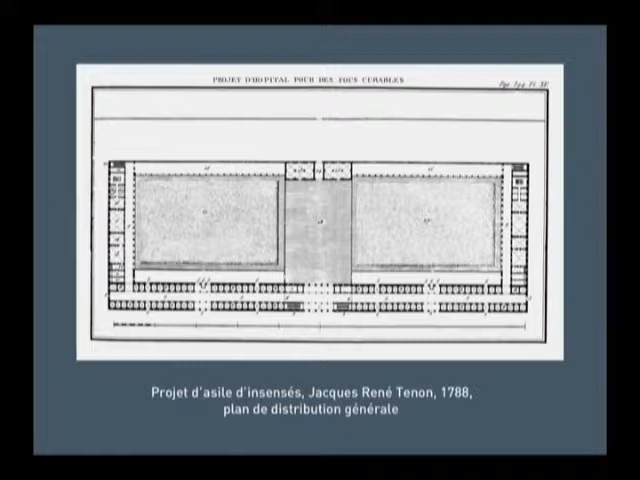 PROJET D'HOPITAL POUR DES FOUS CURABLES
Projet d'asile d'insensés, Jacques René Tenon, 1788,
plan de distribution générale